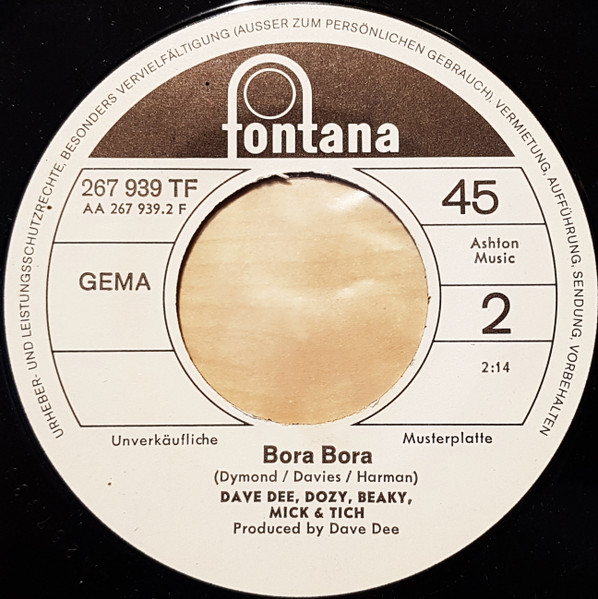 URHEBER- UND LEISTUNGSSCHUTZRECHTE, BESONDERS VERVIELFÄLTIGUNG (AUSSER ZUM PERSÖNLICHEN GEBRAUCH), VERMIETUNG, AUFFÜHRUNG, SENDUNG, VORBEHALTEN
fontana
267 939 TF
AA 267 939.2 F
45
Ashton
Music
GEMA
2
2:14
Unverkäufliche Musterplatte
Bora Bora
(Dymond / Davies / Harman)
DAVE DEE, DOZY, BEAKY,
MICK & TICH
Produced by Dave Dee